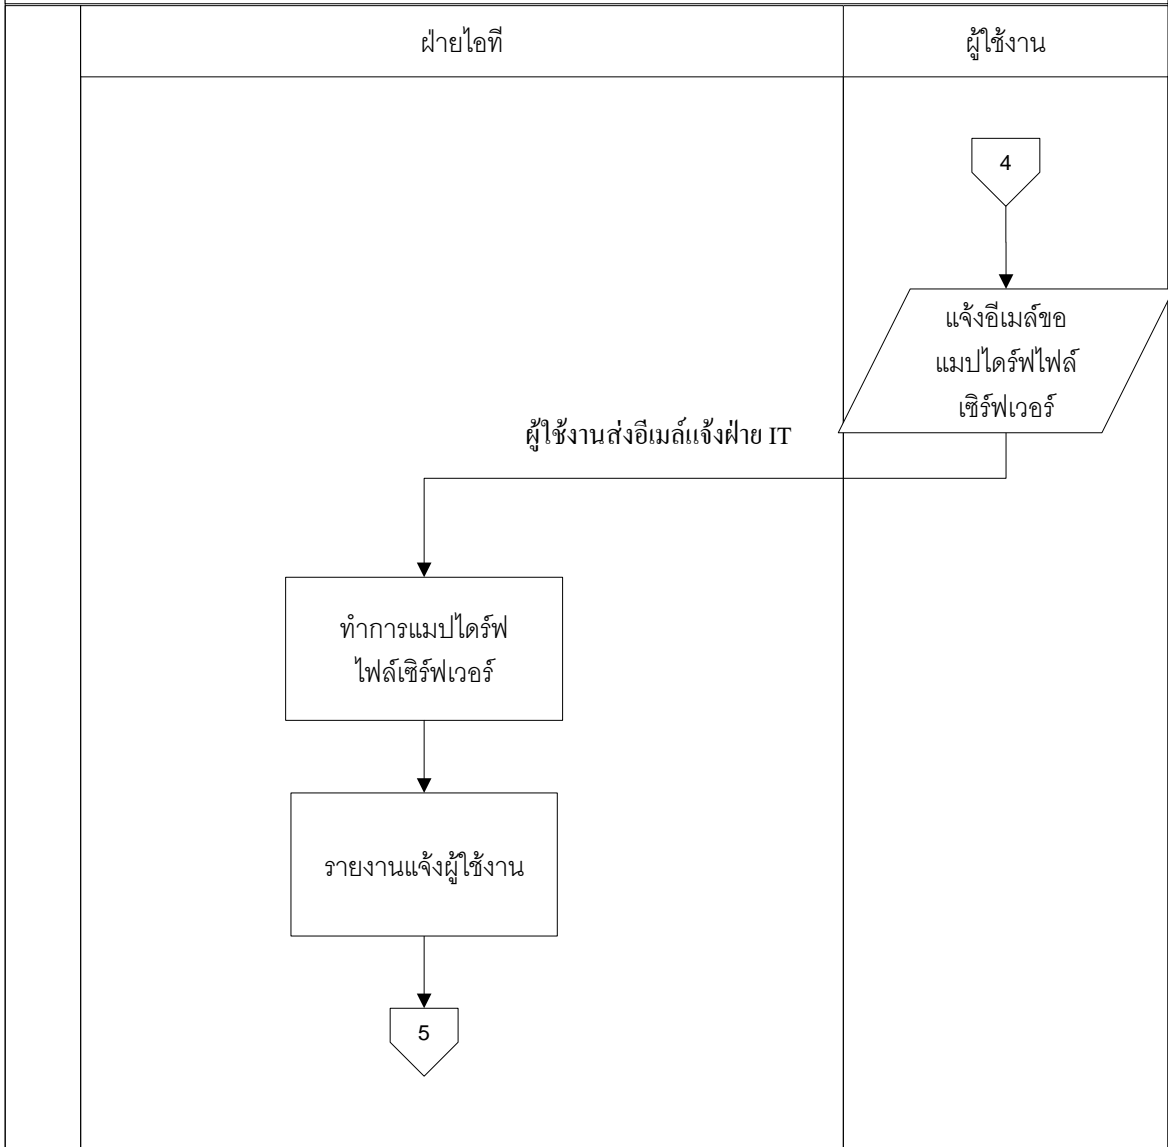 ฝ่ายไอที
ผู้ใช้งาน
4
แจ้งอีเมล์ขอ
แมปไดร์ฟไฟล์
เซิร์ฟเวอร์
ผู้ใช้งานส่งอีเมล์แจ้งฝ่าย IT
ทำการแมปไดร์ฟ
ไฟล์เซิร์ฟเวอร์
รายงานแจ้งผู้ใช้งาน
5